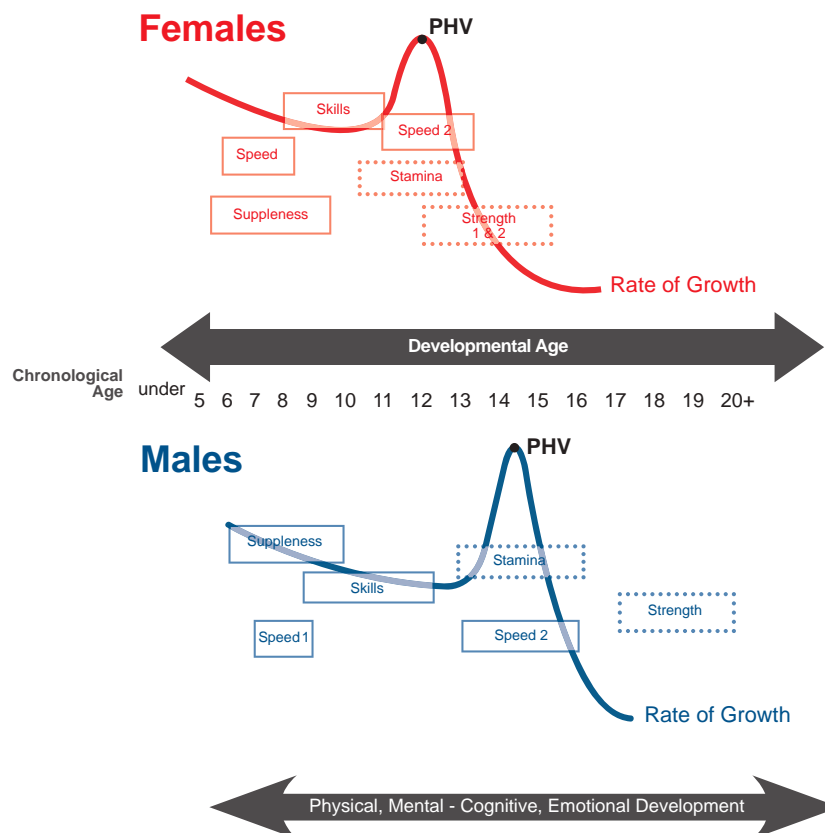 Females
PHV
Skills
Speed 2
Speed
Stamina
Suppleness
Strength
1 & 2
Rate of Growth
Developmental Age
Chronological
Age
under 5 6 7 8 9 10 11 12 13 14 15 16 17 18 19 20+
Males
PHV
Suppleness
Stamina
Skills
Strength
Speed 1
Speed 2
Rate of Growth
Physical, Mental - Cognitive, Emotional Development